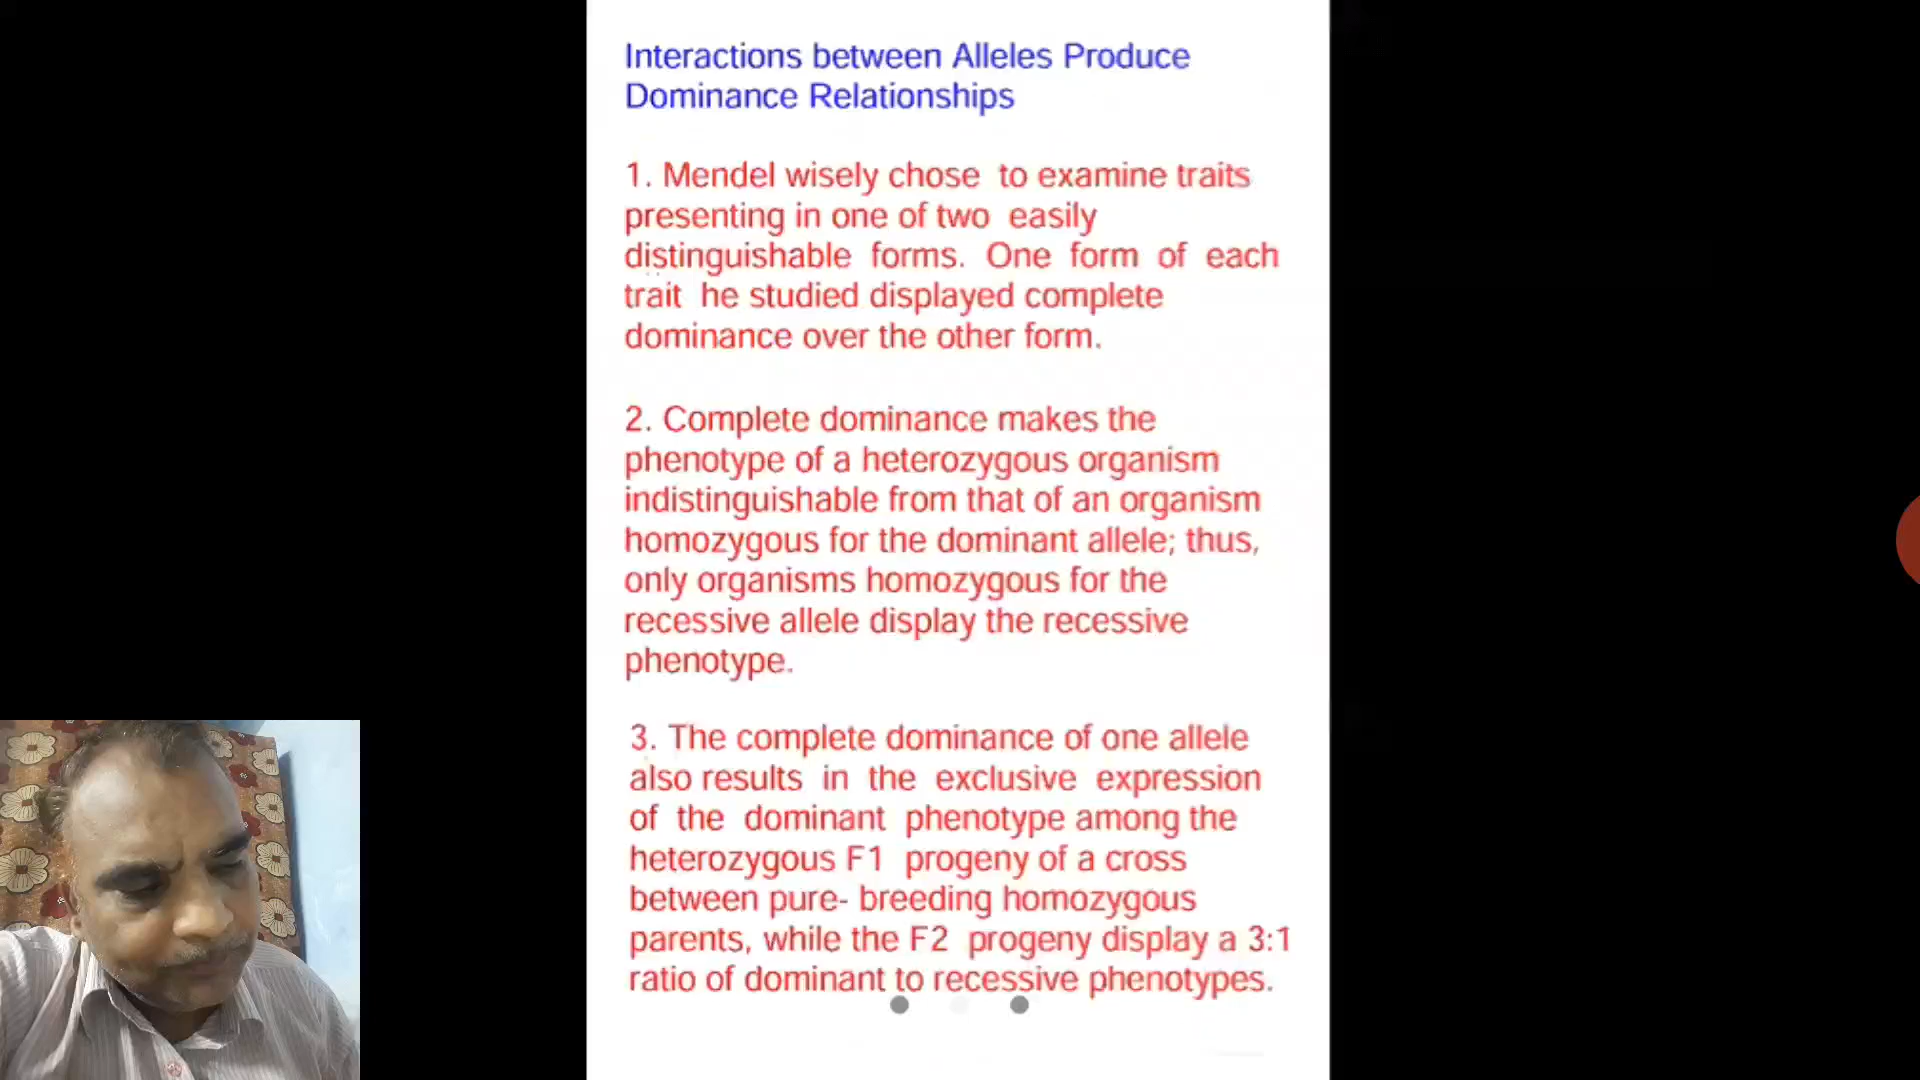 Interactions between Alleles Produce
Dominance Relationships
1. Mendel wisely chose to examine traits
presenting in one of two easily
distinguishable forms. One form of each
trait he studied displayed complete
dominance over the other form.
2. Complete dominance makes the
phenotype of a heterozygous organism
indistinguishable from that of an organism
homozygous for the dominant allele; thus,
only organisms homozygous for the
recessive allele display the recessive
phenotype.
3. The complete dominance of one allele
also results in the exclusive expression
of the dominant phenotype among the
heterozygous F1 progeny of a cross
between pure- breeding homozygous
parents, while the F2 progeny display a 3:1
ratio of dominant to recessive phenotypes.